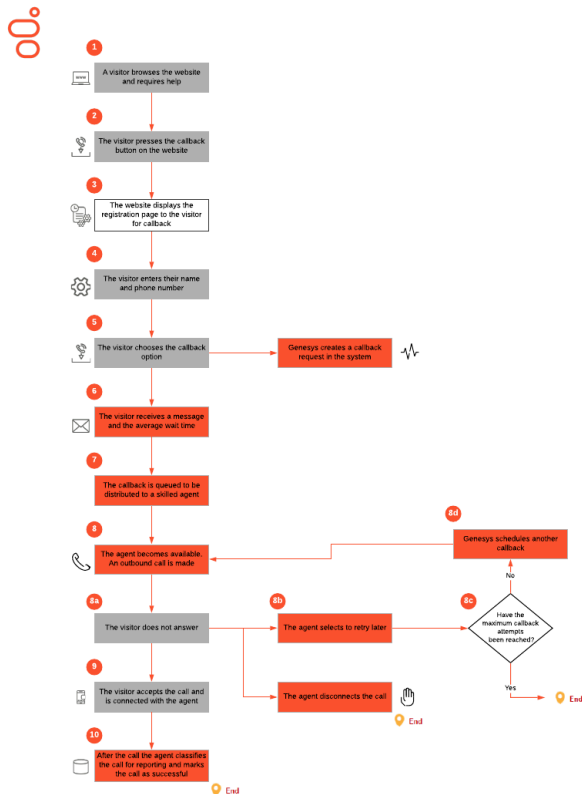 1
A visitor browses the website
and requires help
2
The visitor presses the callback
button on the website
3
The website displays the
registration page to the visitor
for callback
4
The visitor enters their name
and phone number
5
The visitor chooses the callback
option
Genesys creates a callback
request in the system
6
The visitor receives a message
and the average wait time
7
The callback is queued to be
distributed to a skilled agent
8
The agent becomes available.
An outbound call is made
8d
Genesys schedules another
callback
No
8a
The visitor does not answer
8b
The agent selects to retry later
8c
Have the
maximum callback
attempts
been reached?
Yes
End
9
The visitor accepts the call and
is connected with the agent
The agent disconnects the call
End
10
After the call the agent classifies
the call for reporting and marks
the call as successful
End